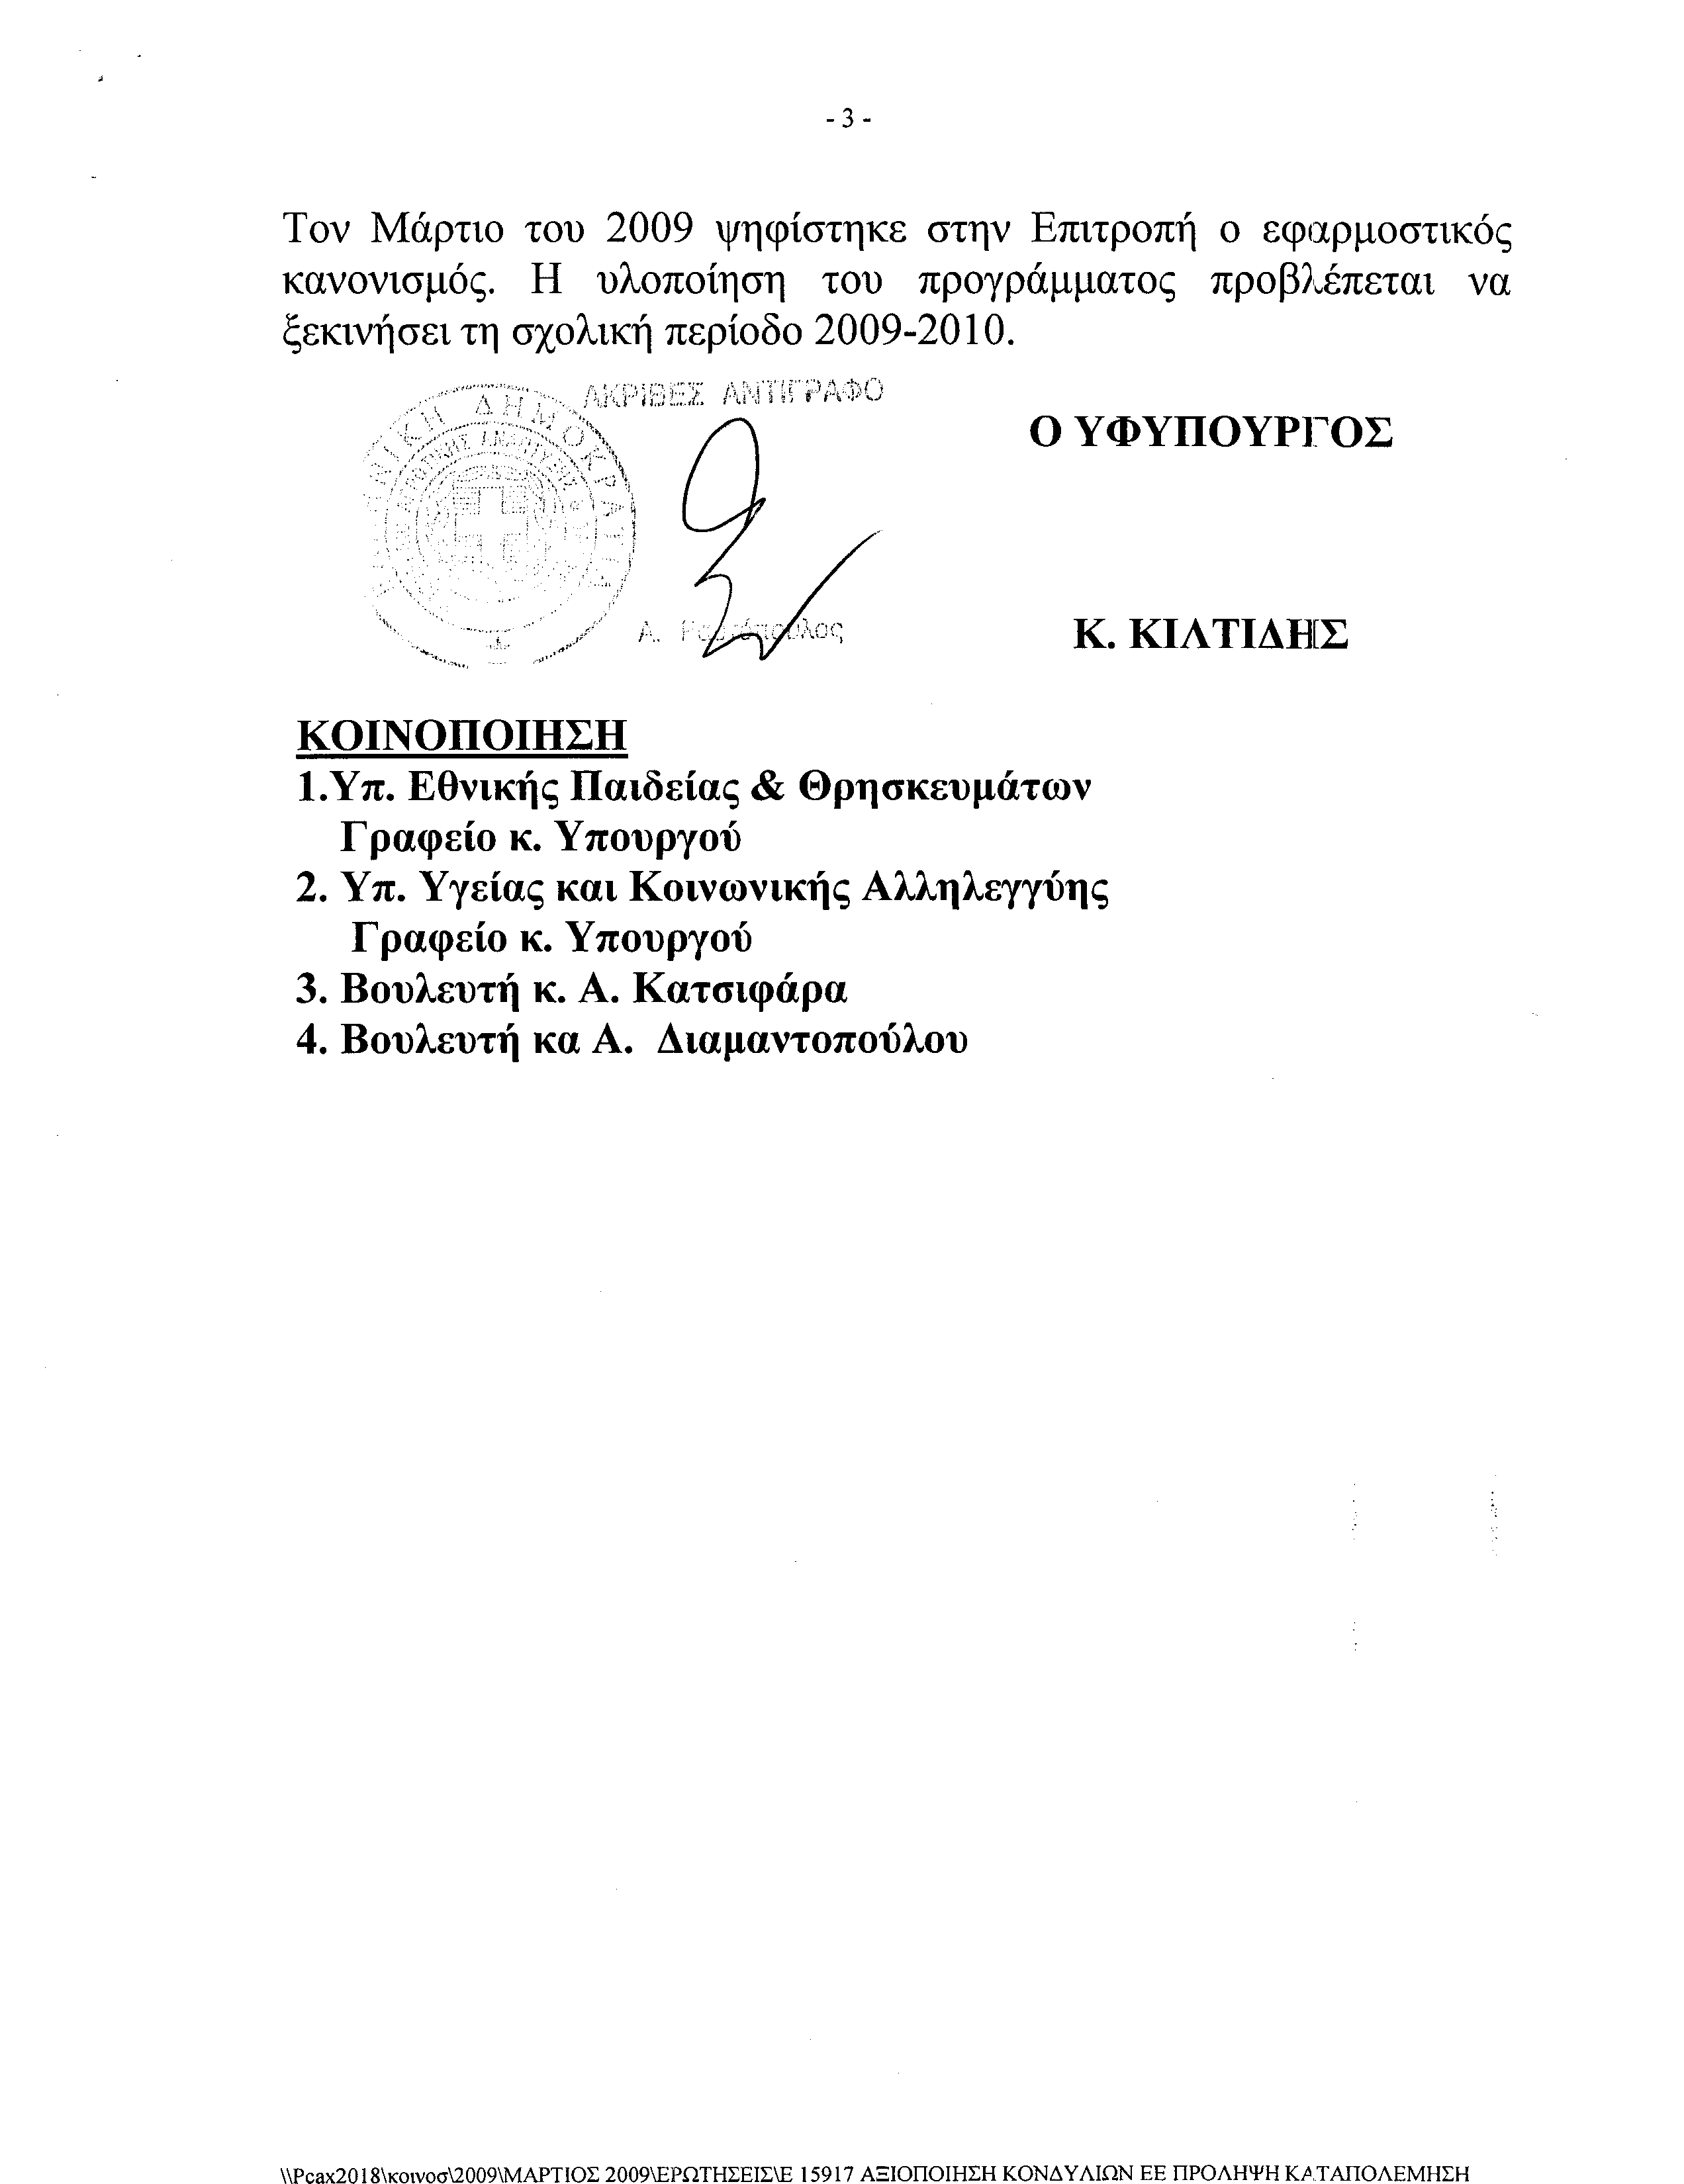 - 3 -
Τον Μάρτιο του 2009 ψηφίστηκε στην Επιτροπή ο εφαρμοστικός
κανονισμός. Η υλοποίηση του προγράμματος προβλέπεται να
ξεκινήσει τη σχολική περίοδο 2009-2010.
ΑΚΡΙΒΕΣ ΑΝΤΙΓΡΑΦΟ
ΔΗΜΟΚΡΑΤΙΑ
Ο ΥΦΥΠΟΥΡΓΟΣ
Α.
Κ. ΚΙΛΤΙΔΗΣ
ΚΟΙΝΟΠΟΙΗΣΗ
1.Υπ. Εθνικής Παιδείας & Θρησκευμάτων
Γραφείο κ. Υπουργού
2. Υπ. Υγείας και Κοινωνικής Αλληλεγγύης
Γραφείο κ. Υπουργού
3. Βουλευτή κ. Α. Κατσιφάρα
4. Βουλευτή κα Α. Διαμαντοπούλου
\\Pcax2018\κοινοσ\2009\ΜΑΡΤΙΟΣ 2009\ΕΡΩΤΗΣΕΙΣ\Ε 15917 ΑΞΙΟΠΟΙΗΣΗ ΚΟΝΔΥΛΙΩΝ ΕΕ ΠΡΟΛΗΨΗ ΚΑΤΑΠΟΛΕΜΗΣΗ